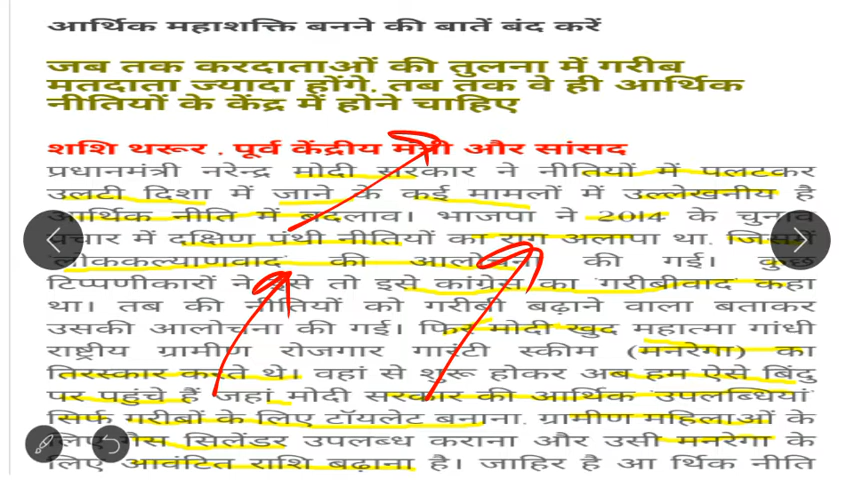 आर्थिक महाशक्ति बनने की बातें बंद करें
जब तक करदाताओं की तुलना में गरीब
मतदाता ज्यादा होंगे, तब तक वे ही आर्थिक
नीतियों के केंद्र में होने चाहिए
शशि थरूर . पूर्व केंद्रीय मंत्री और सांसद
प्रधानमंत्री नरेन्द्र मोदी सरकार ने नीतियों में पलटकर
उलटी दिशा में जाने के कई मामलों में उल्लेखनीय है
आर्थिक नीति में बदलाव। भाजपा ने 2014 के चुनाव
प्रचार में दक्षिण पंथी नीतियों का राग अलापा था. जिसमें
'लोककल्याणवाद' की आलोचना की गई। कुछ
टिप्पणीकारों ने इसे तो इसे कांग्रेस का 'गरीबीवाद' कहा
था। तब की नीतियों को गरीबी बढ़ाने वाला बताकर
उसकी आलोचना की गई। फिर मोदी खुद महात्मा गांधी
राष्ट्रीय ग्रामीण रोजगार गारंटी स्कीम (मनरेगा) का
तिरस्कार करते थे। वहां से शुरू होकर अब हम ऐसे बिंदु
पर पहुंचे हैं जहां मोदी सरकार की आर्थिक 'उपलब्धियां'
सिर्फ गरीबों के लिए टॉयलेट बनाना. ग्रामीण महिलाओं के
लिए गैस सिलेंडर उपलब्ध कराना और उसी मनरेगा के
लिए आवंटित राशि बढ़ाना है। जाहिर है आ र्थिक नीति